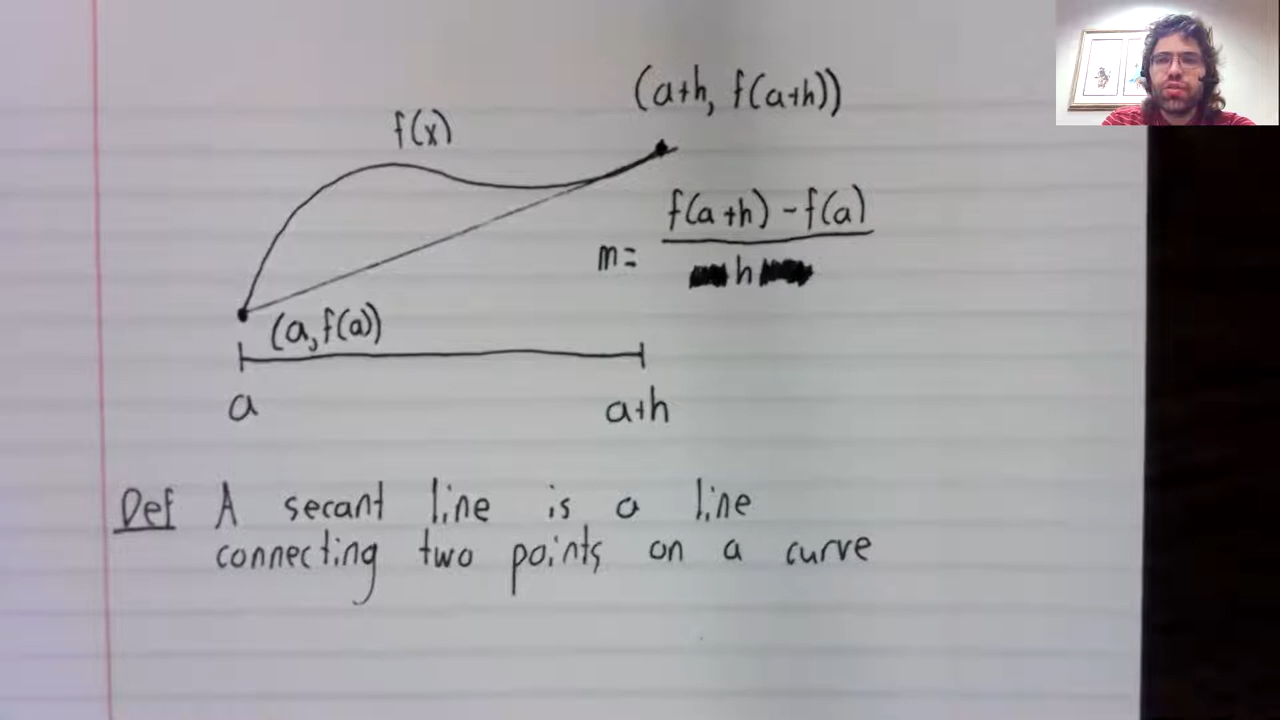 (a+h, f(a+h))
f(x)
m = f(a+h) - f(a)
h
(a, f(a))
a a+h
Def A secant line is a line
connecting two points on a curve